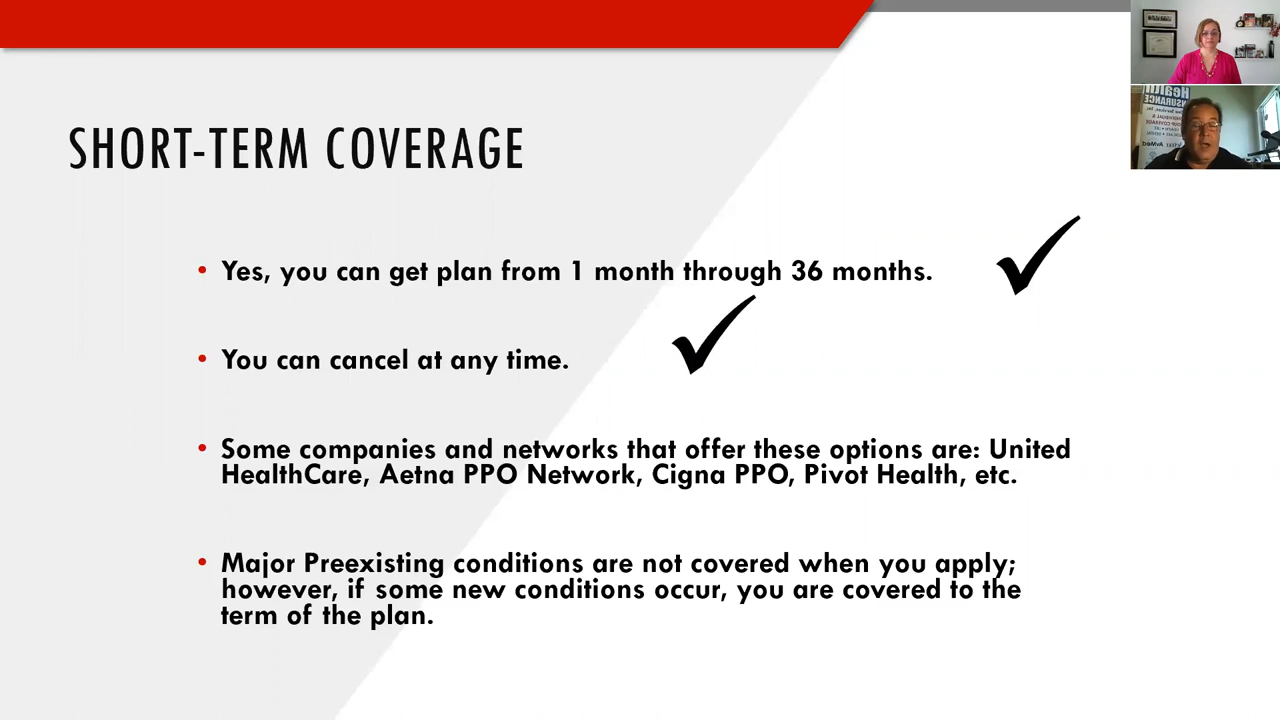 SHORT-TERM COVERAGE
• Yes, you can get plan from 1 month through 36 months.
• You can cancel at any time.
• Some companies and networks that offer these options are: United
HealthCare, Aetna PPO Network, Cigna PPO, Pivot Health, etc.
• Major Preexisting conditions are not covered when you apply;
however, if some new conditions occur, you are covered to the
term of the plan.
Health
INSURANCE
AvMed